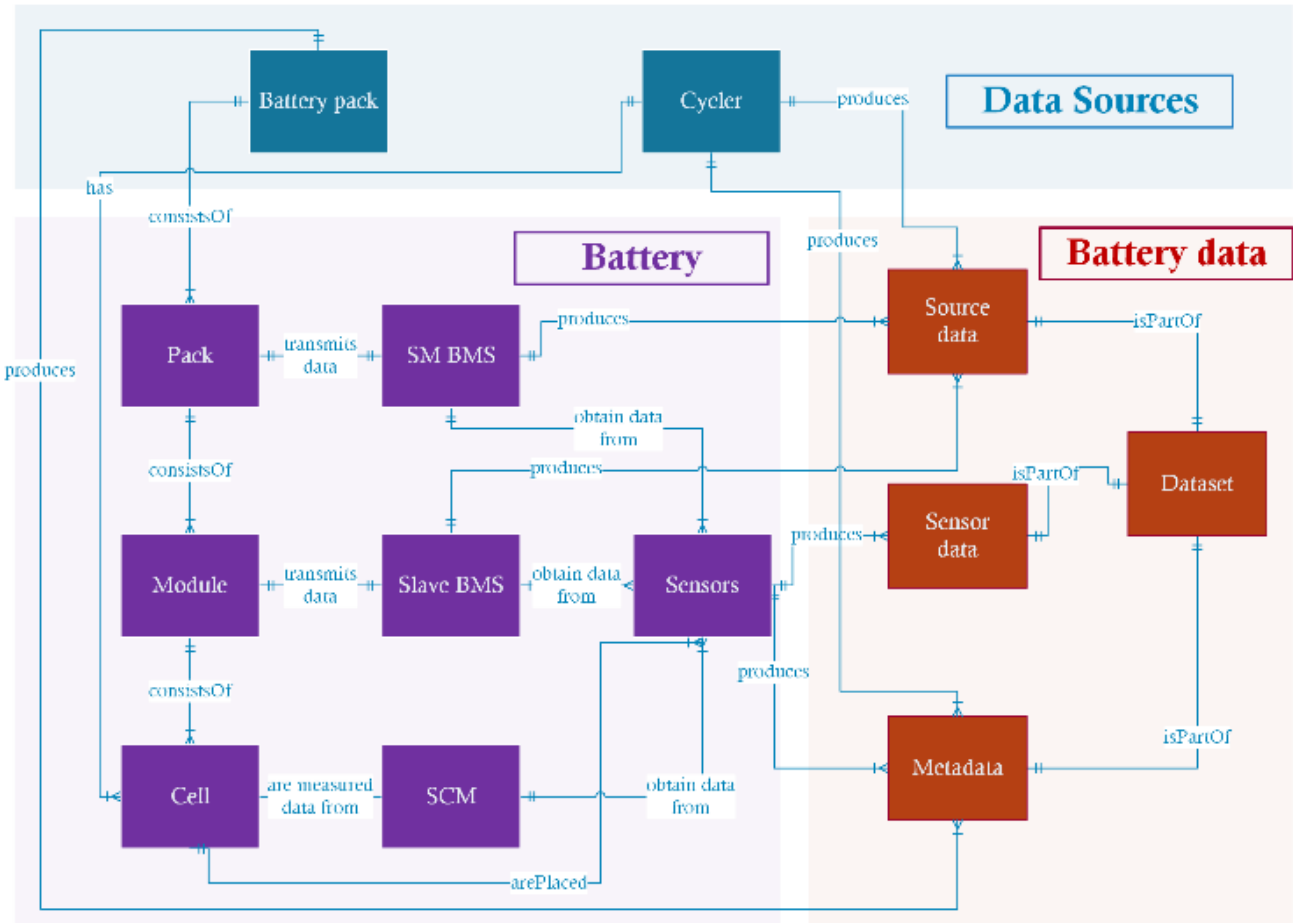 Battery pack
Cycler
produces
Data Sources
has
consistsOf
produces
Battery
Battery data
Source
data
produces
isPartOf
Pack
transmits
data
SM BMS
produces
obtain data
from
consistsOf
produces
isPartOf
Dataset
Sensor
data
produces
Module
transmits
data
Slave BMS
obtain data
from
Sensors
produces
consistsOf
isPartOf
Metadata
Cell
are measured
data from
SCM
obtain data
from
arePlaced